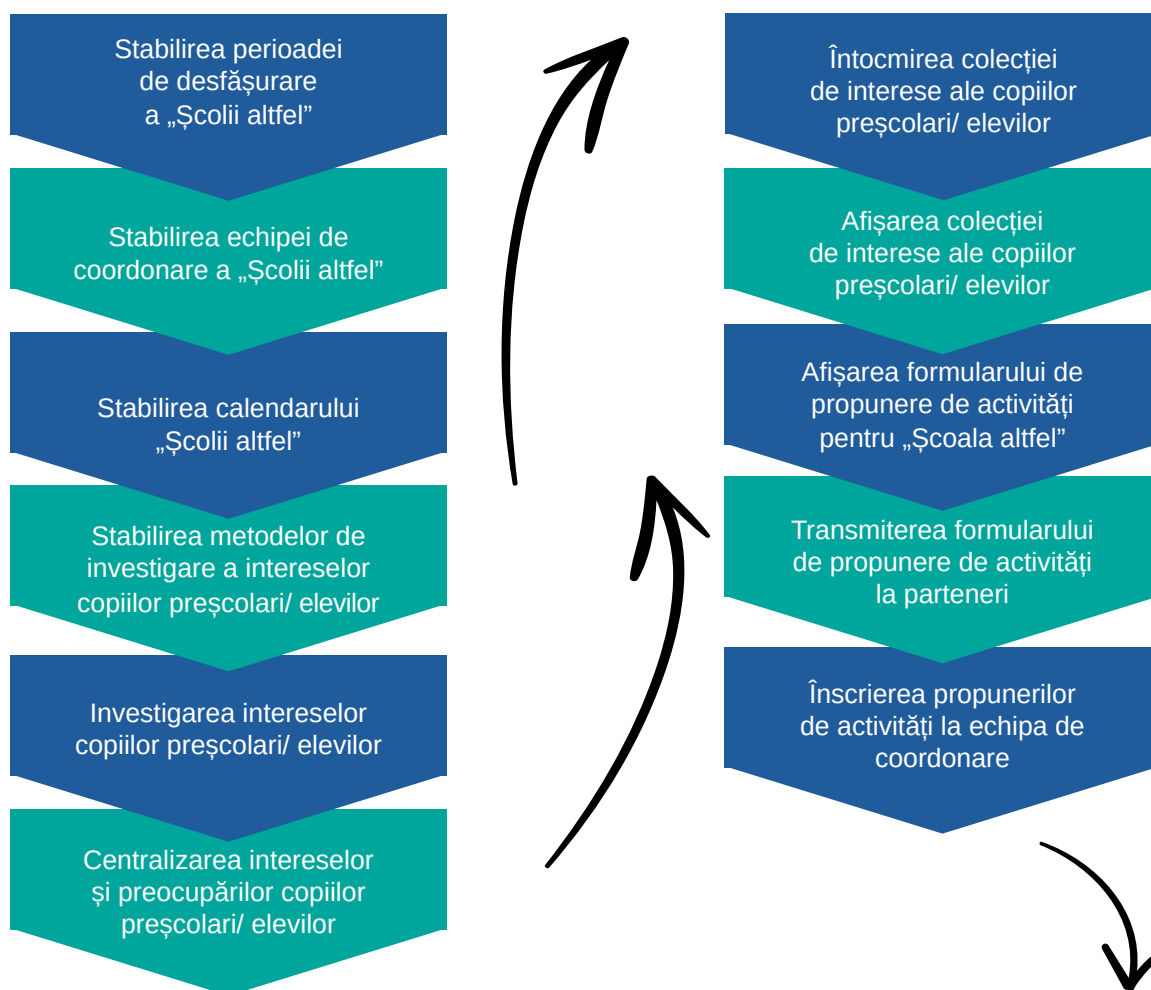 Stabilirea perioadei
de desfășurare
a „Școlii altfel”
Stabilirea echipei de
coordonare a „Școlii altfel”
Stabilirea calendarului
„Școlii altfel”
Stabilirea metodelor de
investigare a intereselor
copiilor preșcolari/ elevilor
Investigarea intereselor
copiilor preșcolari/ elevilor
Centralizarea intereselor
și preocupărilor copiilor
preșcolari/ elevilor
Întocmirea colecției
de interese ale copiilor
preșcolari/ elevilor
Afișarea colecției
de interese ale copiilor
preșcolari/ elevilor
Afișarea formularului de
propunere de activități
pentru „Școala altfel”
Transmiterea formularului
de propunere de activități
la parteneri
Înscrierea propunerilor
de activități la echipa de
coordonare